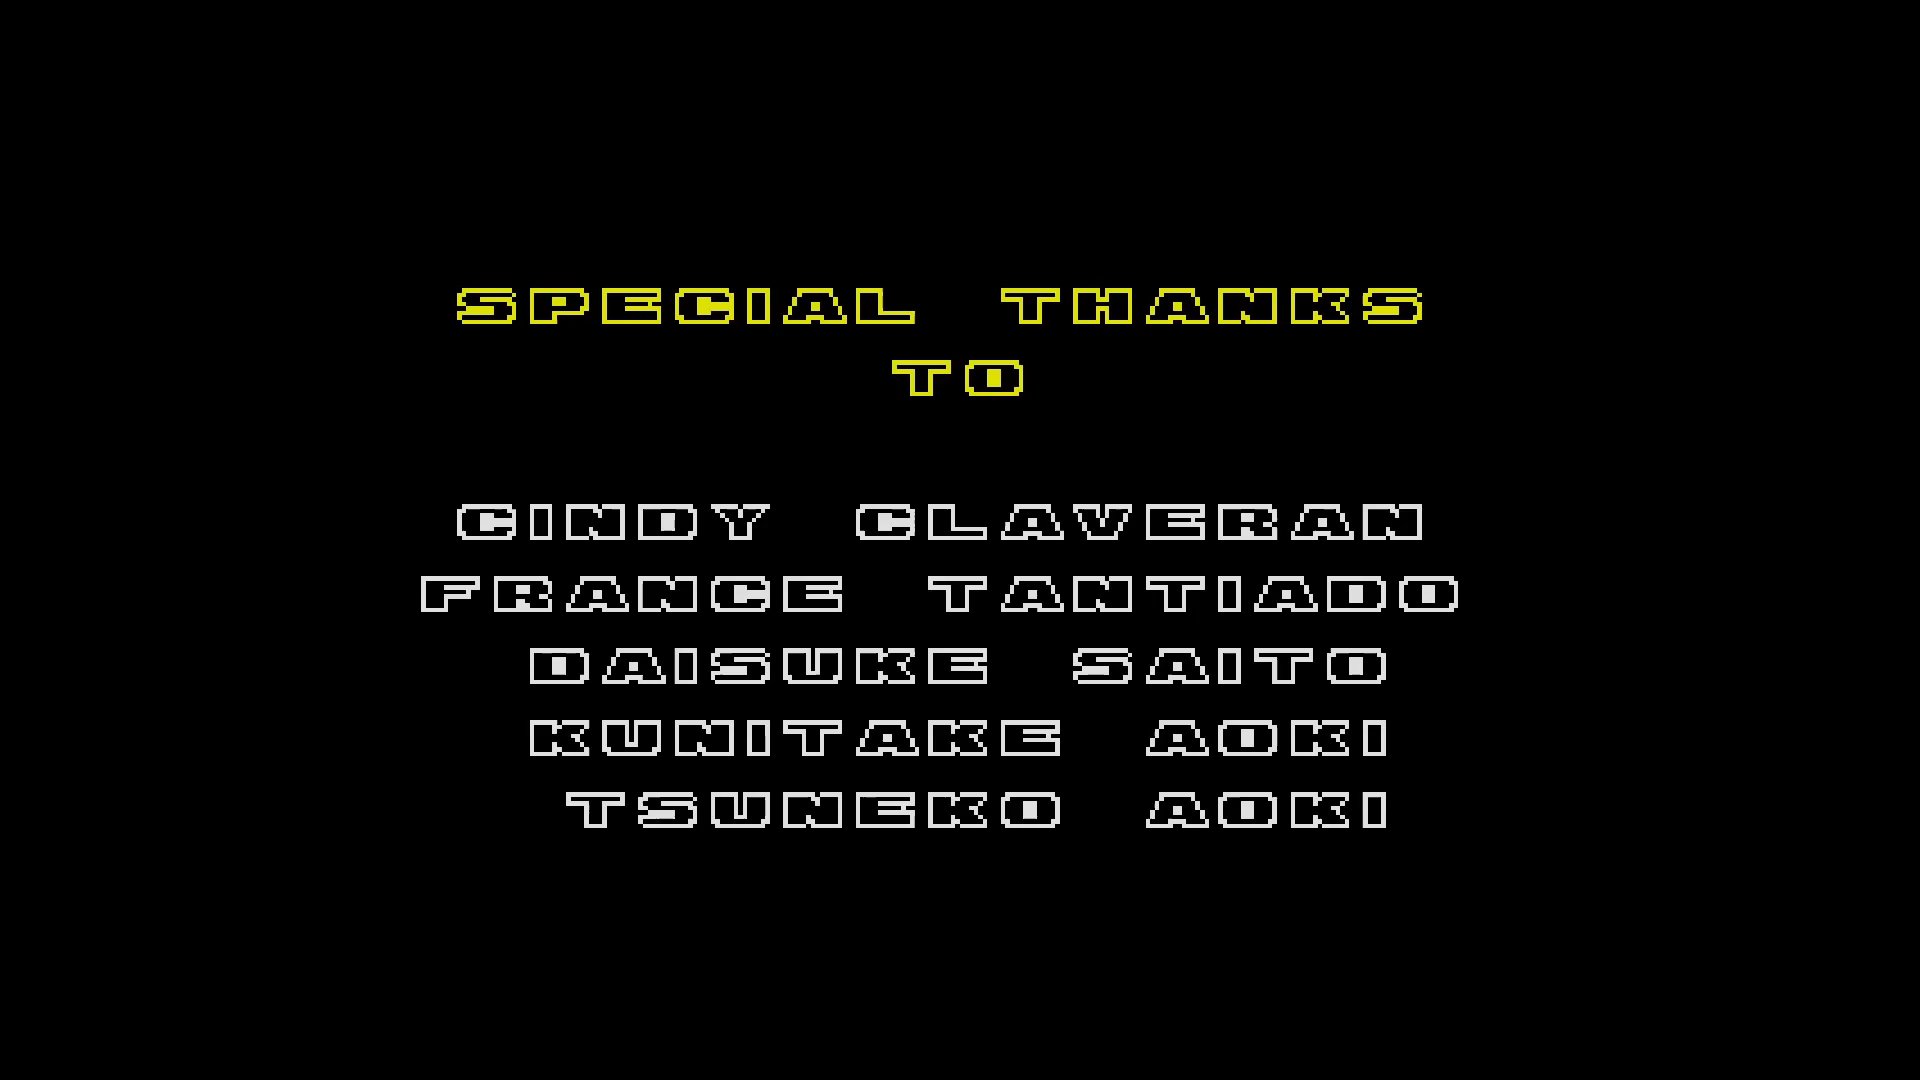 SPECIAL THANKS
TO
CINDY CLAVERAN
FRANCE TANTIADO
DAISUKE SAITO
KUNITAKE AOKI
TSUNEKO AOKI